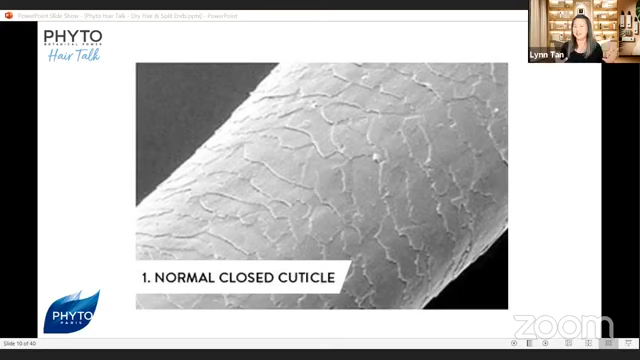 PowerPoint Slide Show - [Phyto Hair Talk - Dry Hair & Split Ends.pptx] - PowerPoint
PHYTO
BOTANICAL POWER
Hair Talk
Lynn Tan
1. NORMAL CLOSED CUTICLE
PHYTO
PARIS
Slide 10 of 40
zoom